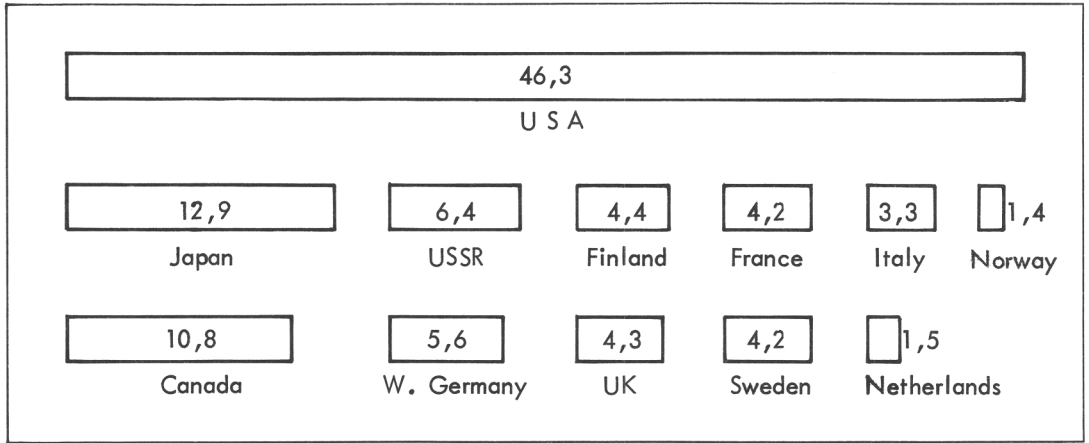 46,3
U S A
12,9 6,4 4,4 4,2 3,3 1,4
Japan USSR Finland France Italy Norway
10,8 5,6 4,3 4,2 1,5
Canada W. Germany UK Sweden Netherlands